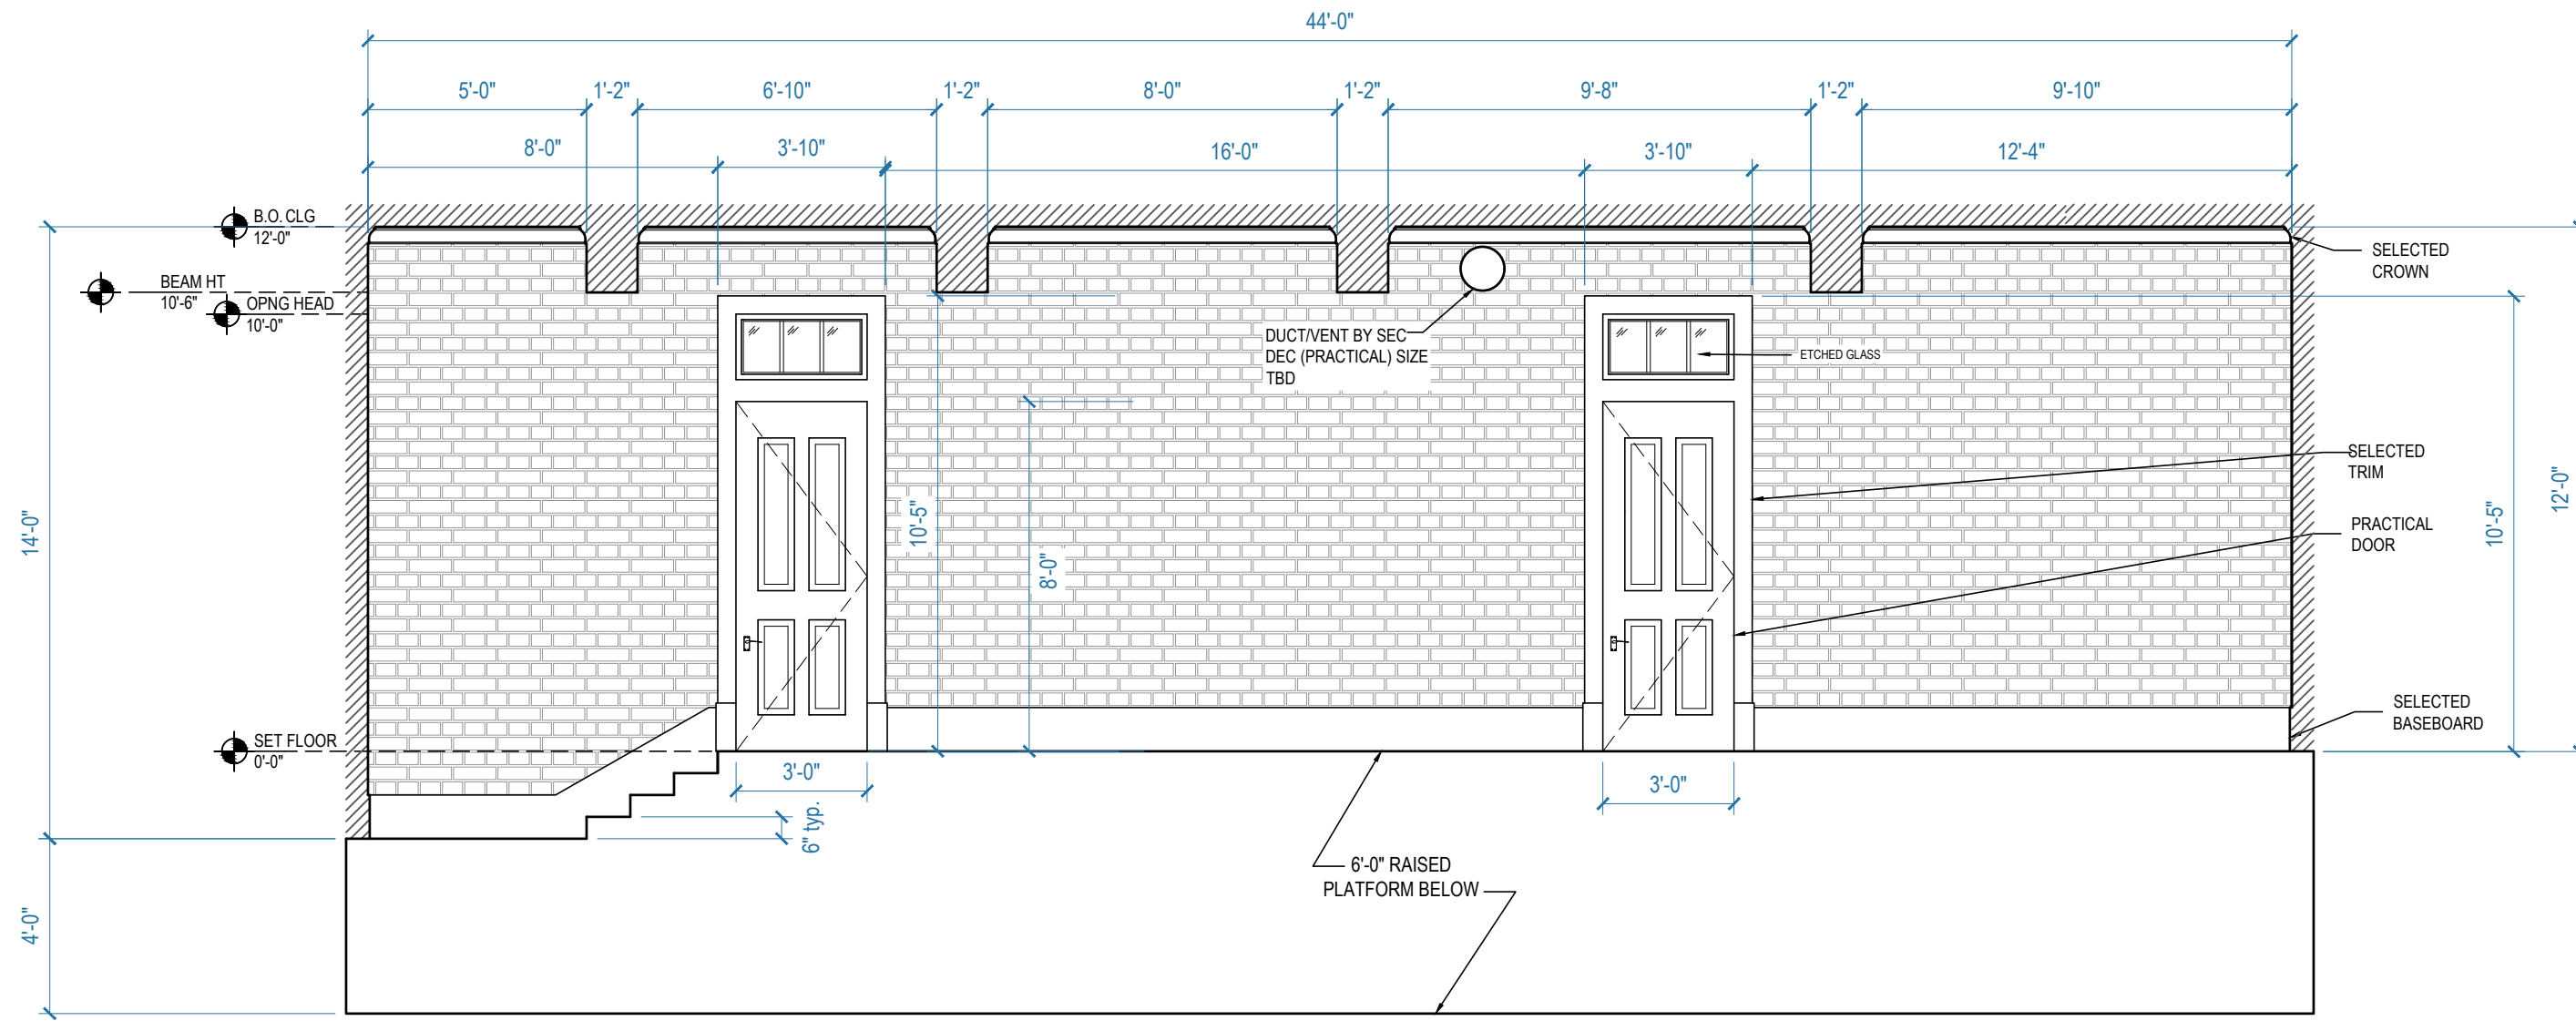 44'-0"
5'-0" 1'-2" 6'-10" 1'-2" 8'-0" 1'-2" 9'-8" 1'-2" 9'-10"
8'-0" 3'-10" 16'-0" 3'-10" 12'-4"
B.O. CLG
12'-0"
BEAM HT
10'-6"
OPNG HEAD
10'-0"
SELECTED
CROWN
DUCT/VENT BY SEC
DEC (PRACTICAL) SIZE
TBD
ETCHED GLASS
SELECTED
TRIM
PRACTICAL
DOOR
14'-0"
10'-5"
8'-0"
10'-5"
12'-0"
SELECTED
BASEBOARD
SET FLOOR
0'-0"
3'-0"
3'-0"
6" typ.
6'-0" RAISED
PLATFORM BELOW
4'-0"